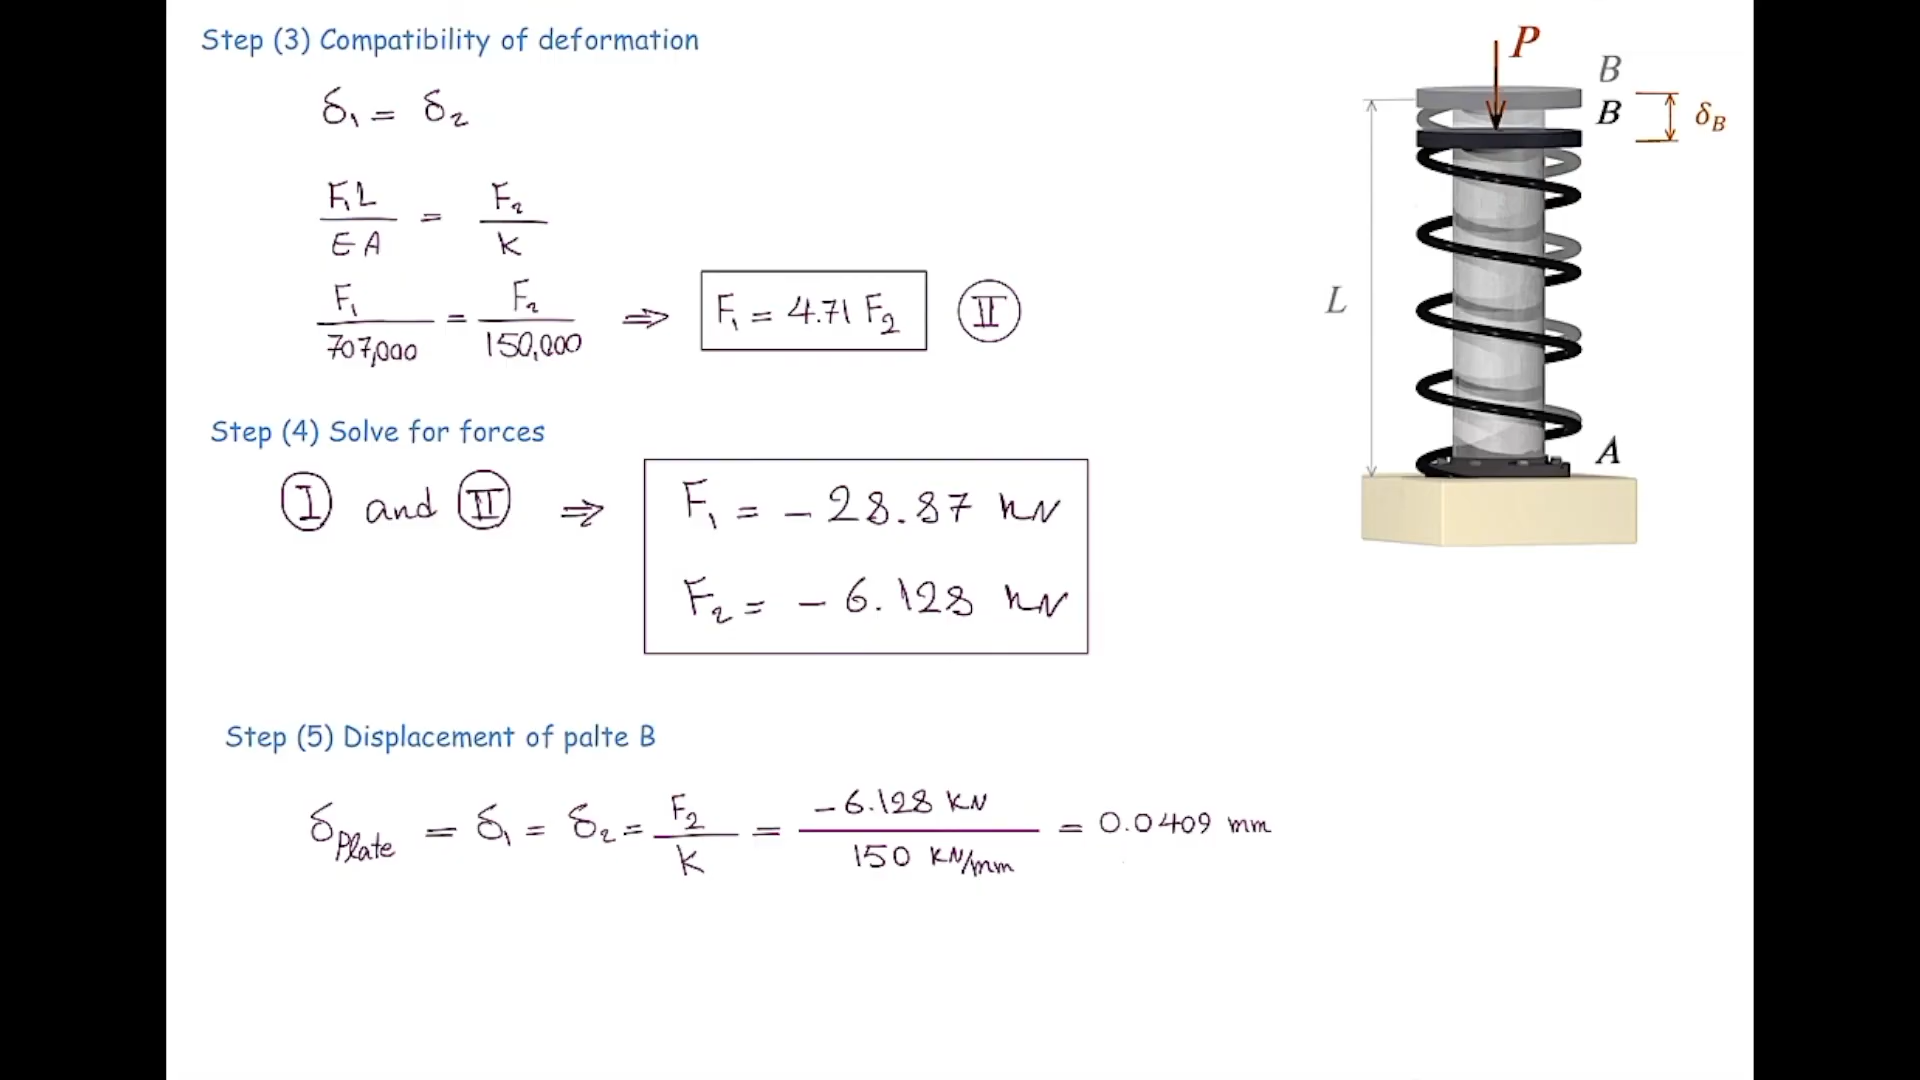 Step (3) Compatibility of deformation
δ₁ = δ₂
F₁L / EA = F₂ / K
F₁ / 707,000 = F₂ / 150,000 ⇒ F₁ = 4.71 F₂ (II)
Step (4) Solve for forces
(I) and (II) ⇒ F₁ = - 28.87 kN
F₂ = - 6.128 kN
Step (5) Displacement of palte B
δPlate = δ₁ = δ₂ = F₂ / K = -6.128 KN / 150 KN/mm = 0.0409 mm
P
B
B
δB
L
A